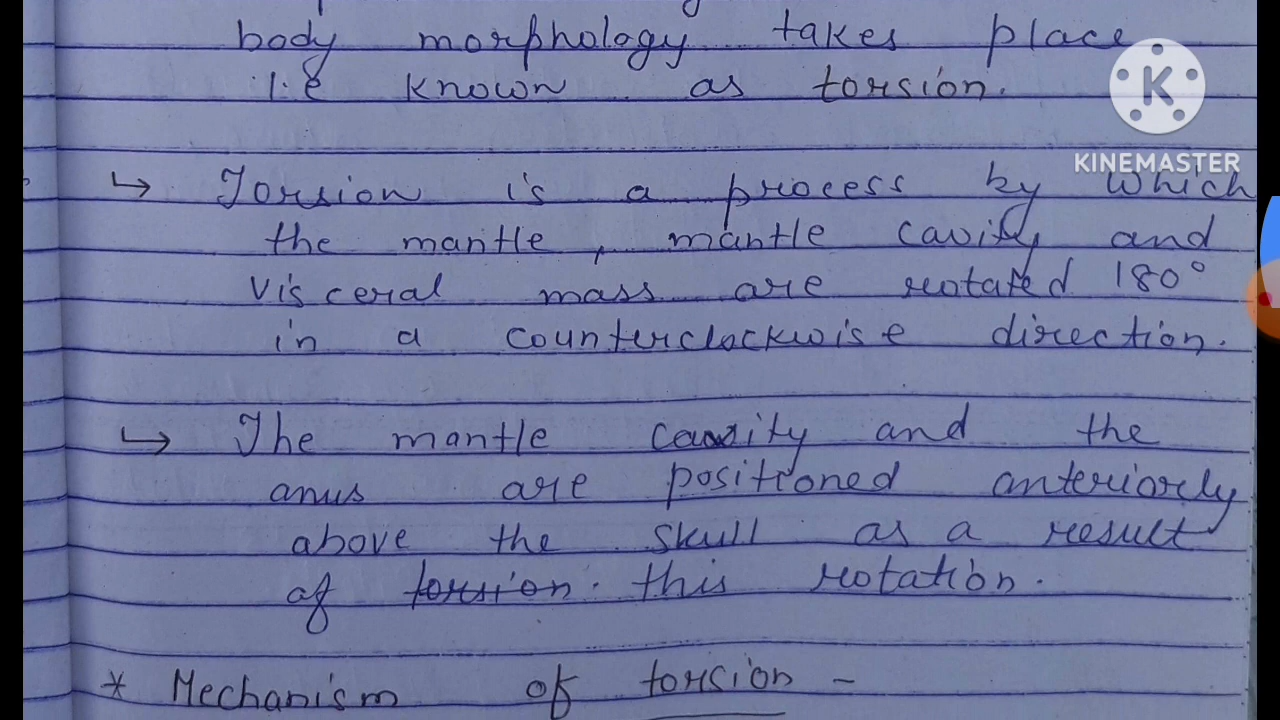 body morphology takes place
i.e known as torsion.
K
KINEMASTER
↳ Torsion is a process by which
the mantle, mantle cavity and
visceral mass are rotated 180°
in a counterclockwise direction.
↳ The mantle cavity and the
anus are positioned anteriorly
above the skull as a result
of torsion. this rotation.
* Mechanism of torsion -